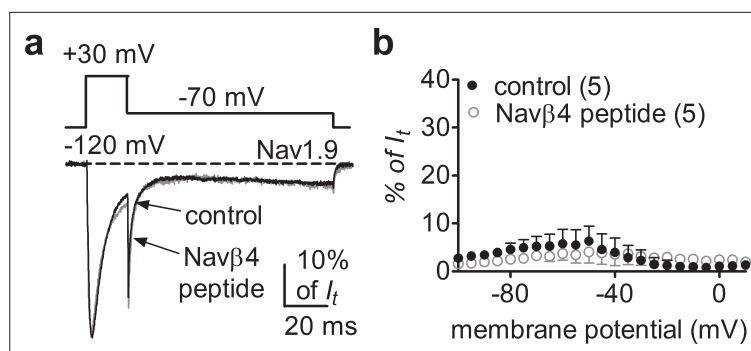 a
+30 mV
-70 mV
-120 mV
Nav1.9
control
Navβ4
peptide
10%
of It
20 ms
b
40
30
20
10
0
% of It
control (5)
Navβ4 peptide (5)
-80
-40
0
membrane potential (mV)